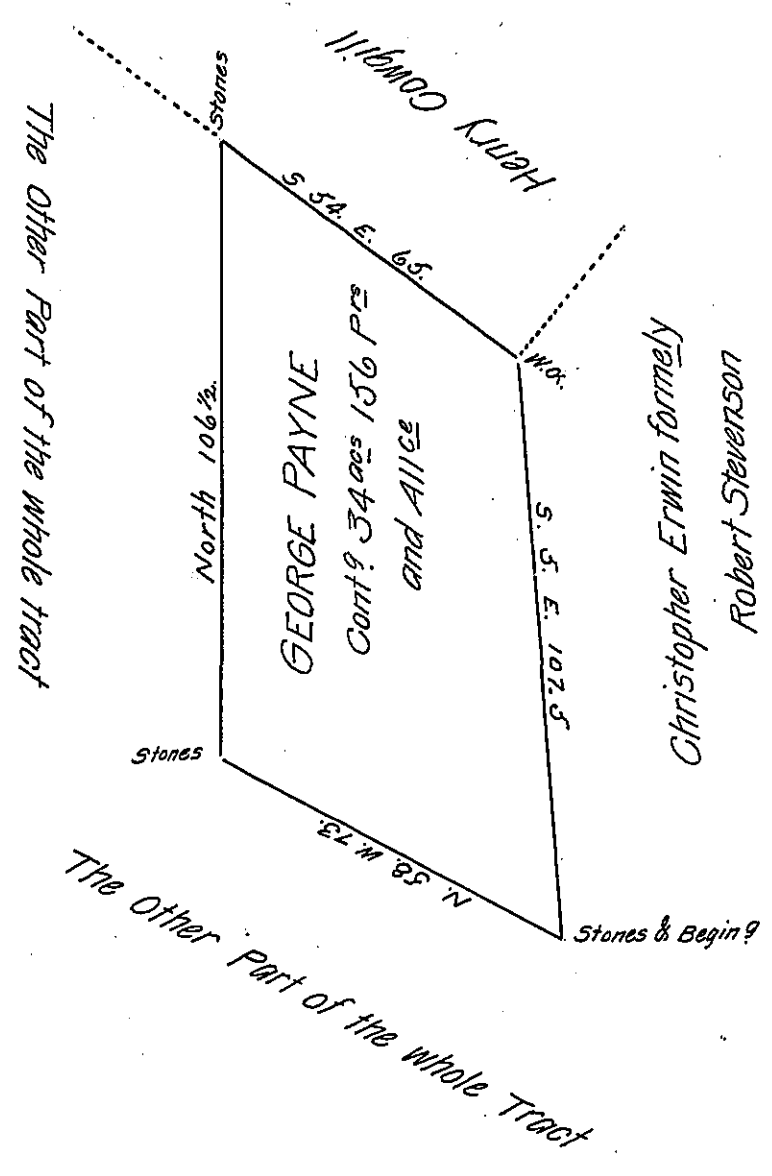 Henry Cowgill
Stones
S 54. E. 65.
W.O.
Christopher Erwin formely
Robert Stevenson
The Other Part of the whole tract
North 106½.
GEORGE PAYNE
Cont.g 34 acs 156 Prs
and Allce
S. 5. E. 107.5
Stones
N. 58. W. 73.
Stones & Begin.g
The Other Part of the whole Tract